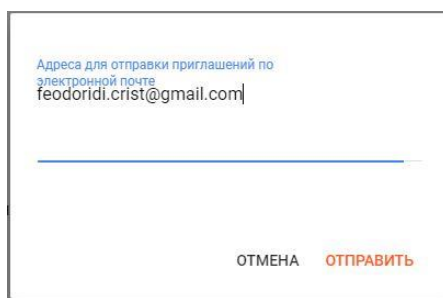 Адреса для отправки приглашений по
электронной почте
feodoridi.crist@gmail.com
ОТМЕНА ОТПРАВИТЬ